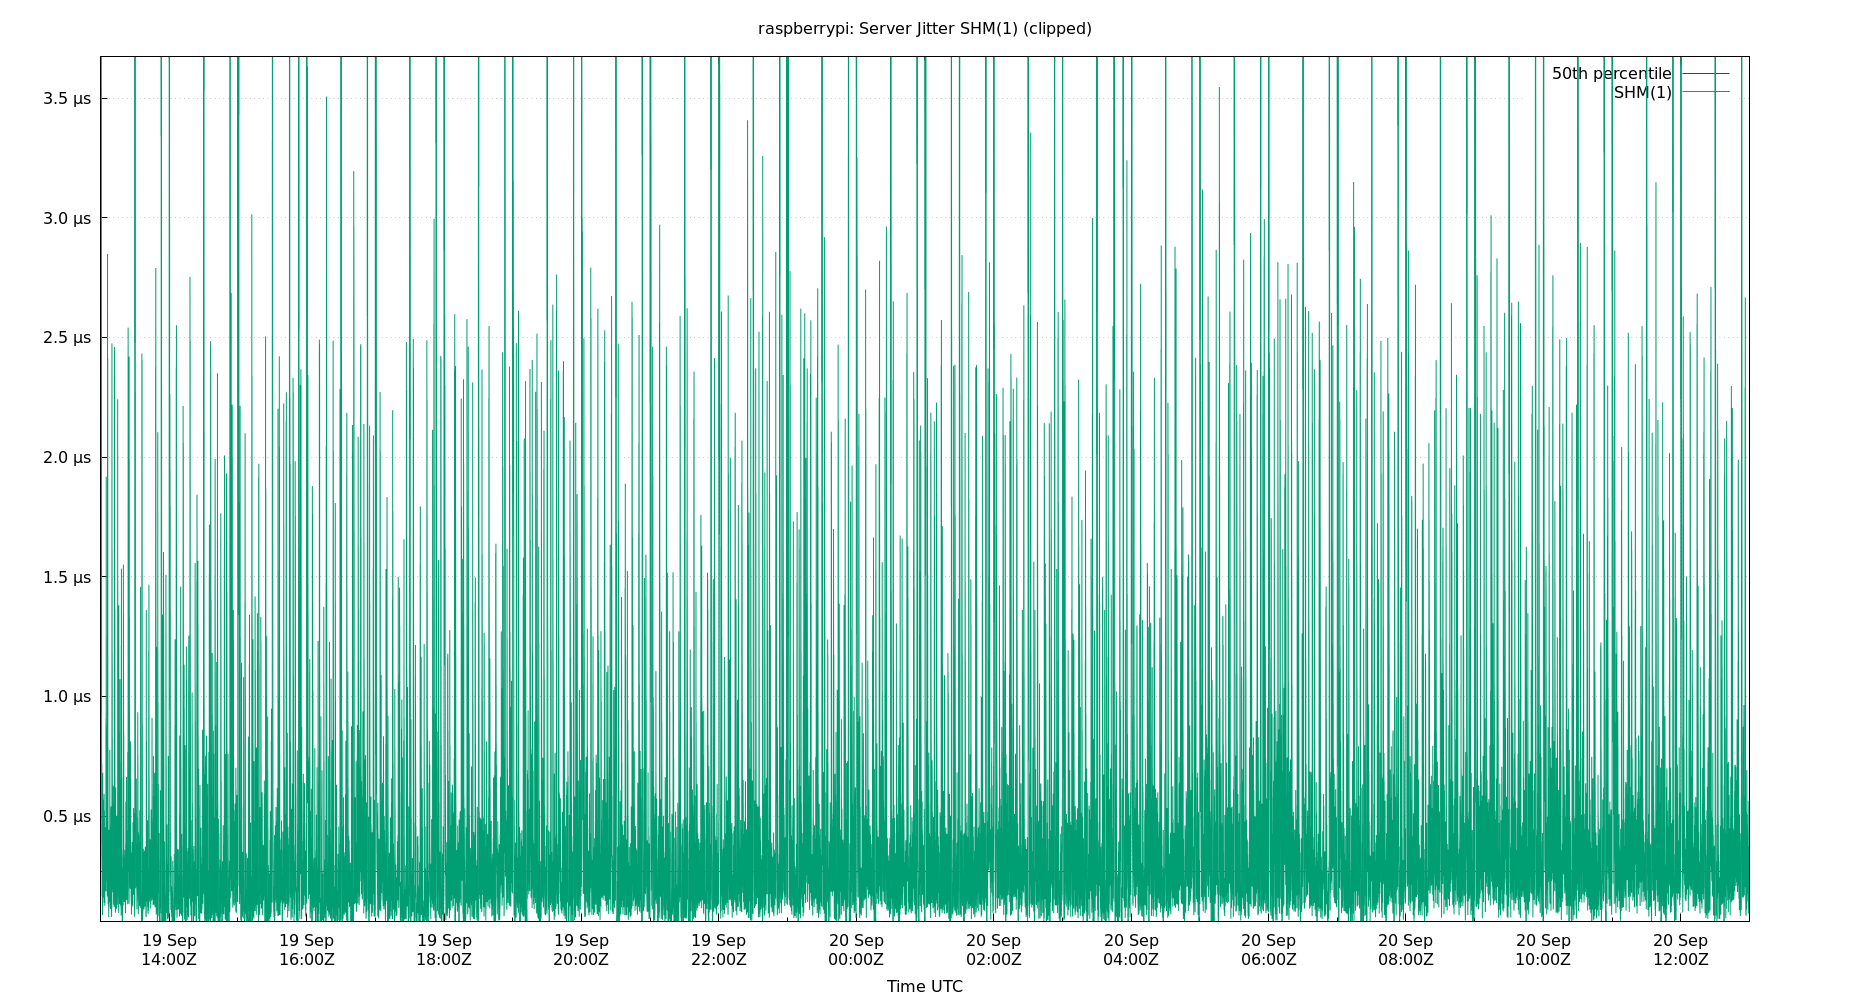 raspberrypi: Server Jitter SHM(1) (clipped)
50th percentile
SHM(1)
3.5 µs
3.0 µs
2.5 µs
2.0 µs
1.5 µs
1.0 µs
0.5 µs
19 Sep 19 Sep 19 Sep 19 Sep 19 Sep 20 Sep 20 Sep 20 Sep 20 Sep 20 Sep 20 Sep 20 Sep
14:00Z 16:00Z 18:00Z 20:00Z 22:00Z 00:00Z 02:00Z 04:00Z 06:00Z 08:00Z 10:00Z 12:00Z
Time UTC